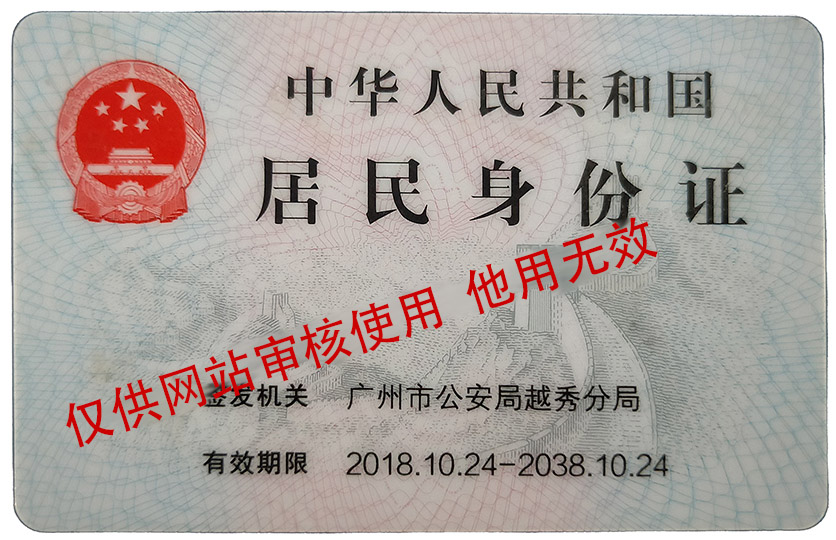 中华人民共和国
居民身份证
仅供网站审核使用 他用无效
签发机关 广州市公安局越秀分局
有效期限 2018.10.24-2038.10.24